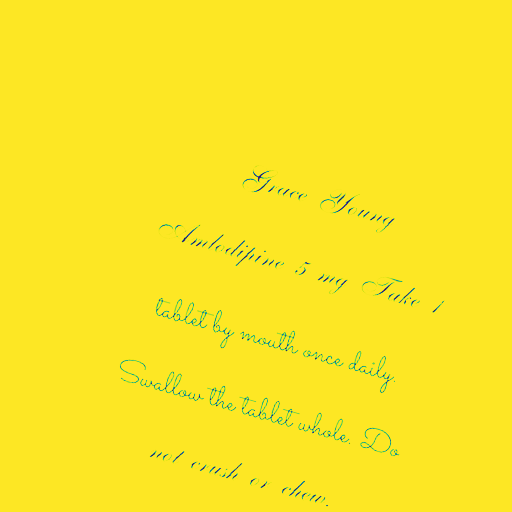 Grace Young
Amlodipine 5 mg Take 1
tablet by mouth once daily.
Swallow the tablet whole. Do
not crush or chew.